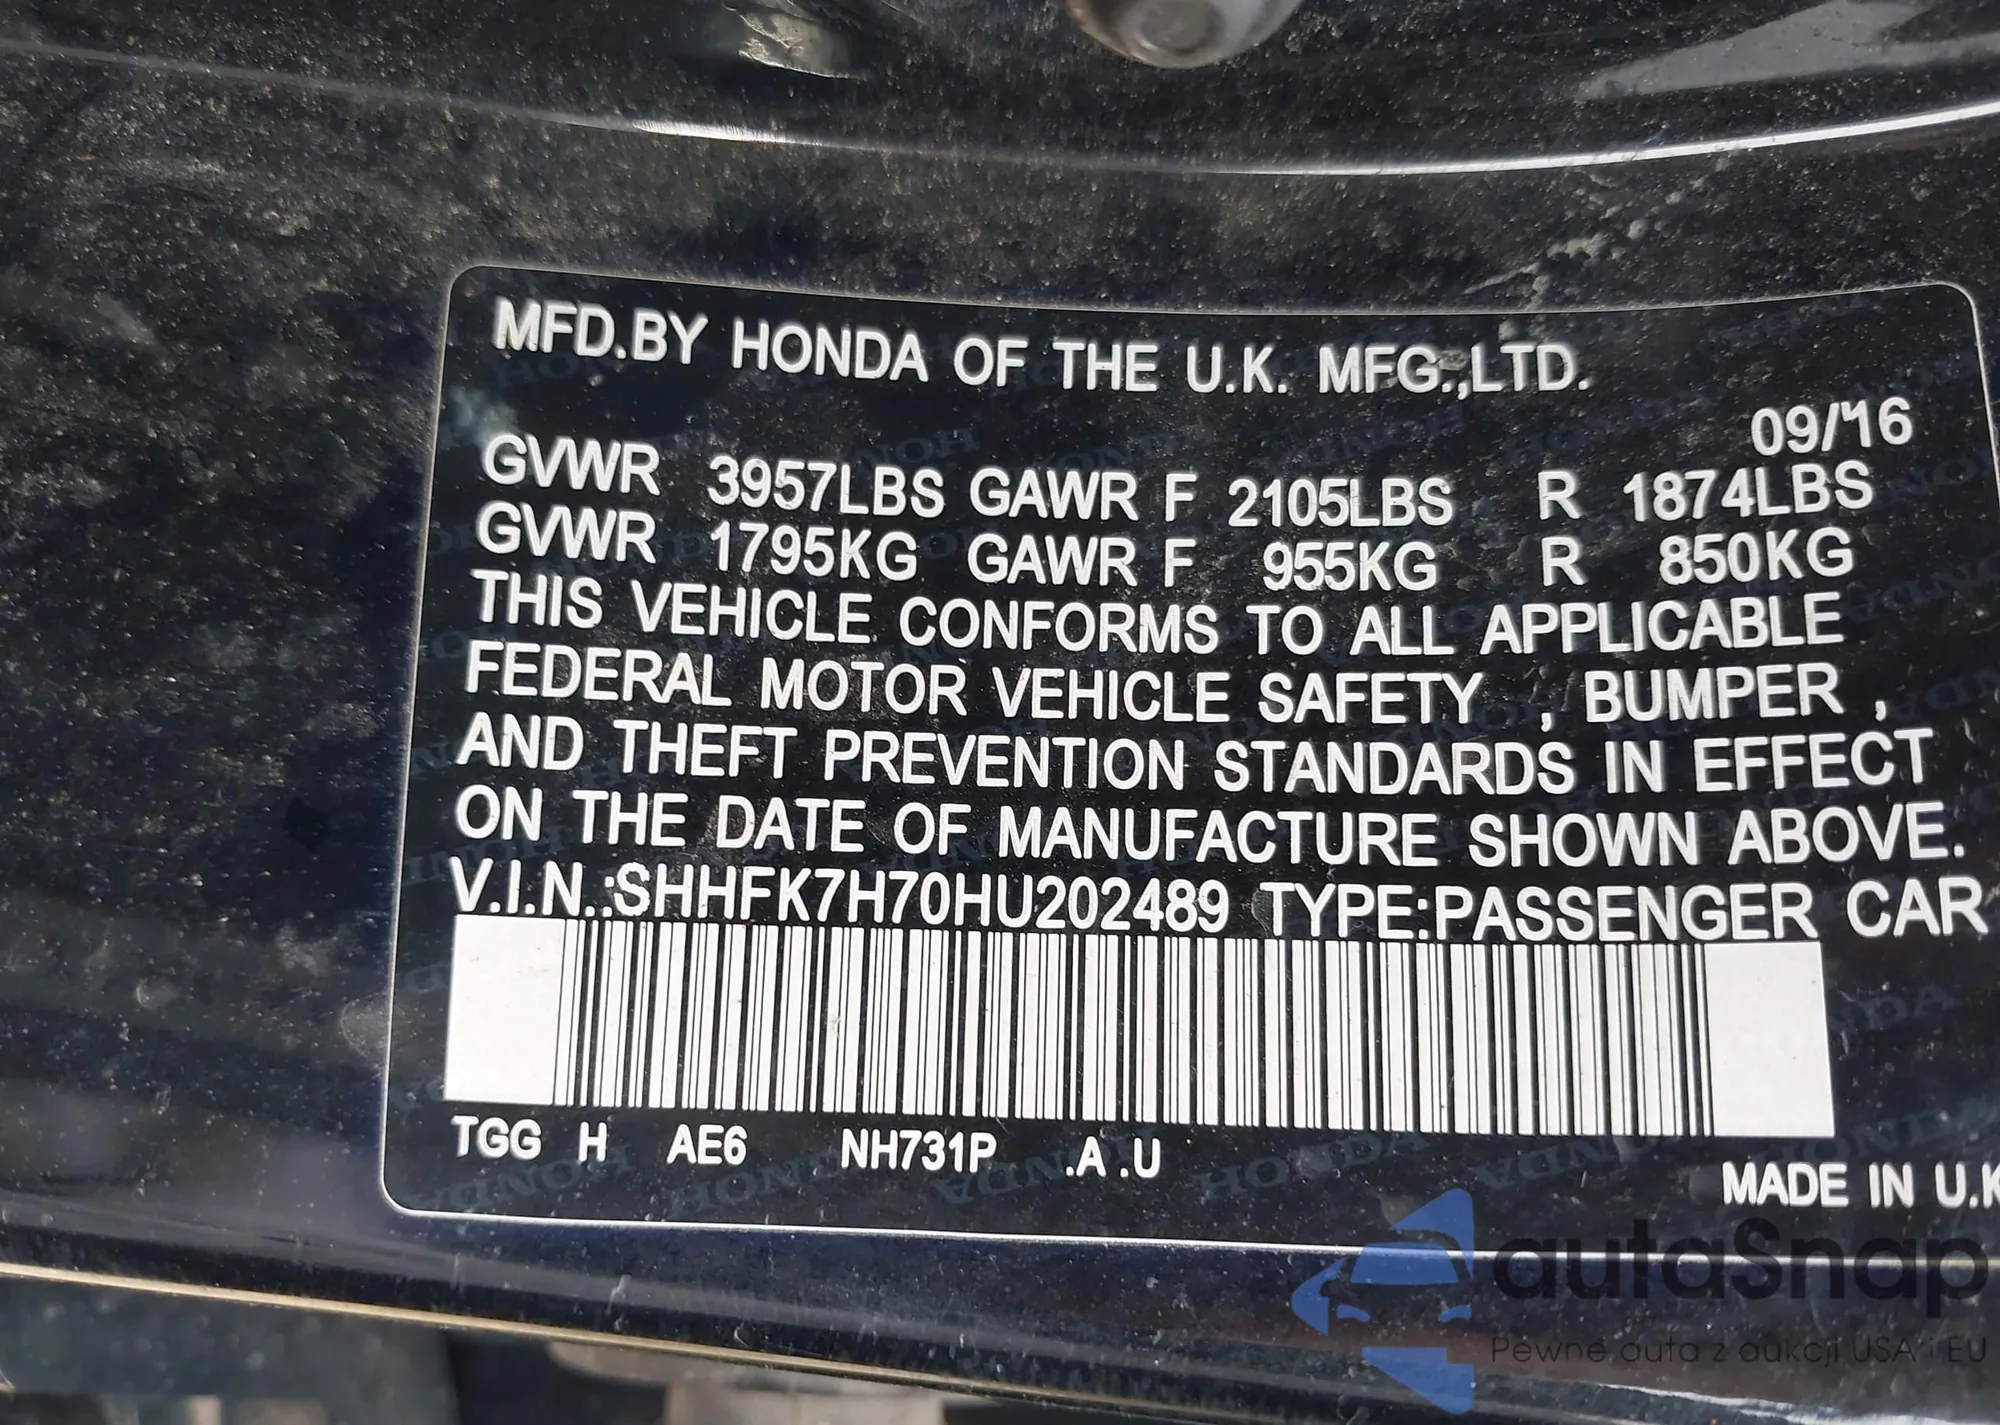 MFD.BY HONDA OF THE U.K. MFG.,LTD.
09/'16
GVWR 3957LBS GAWR F 2105LBS R 1874LBS
GVWR 1795KG GAWR F 955KG R 850KG
THIS VEHICLE CONFORMS TO ALL APPLICABLE
FEDERAL MOTOR VEHICLE SAFETY , BUMPER ,
AND THEFT PREVENTION STANDARDS IN EFFECT
ON THE DATE OF MANUFACTURE SHOWN ABOVE.
V.I.N.:SHHFK7H70HU202489 TYPE:PASSENGER CAR
TGG H AE6 NH731P .A .U
MADE IN U.K
autaSnap
Pewne auta z aukcji USA i EU